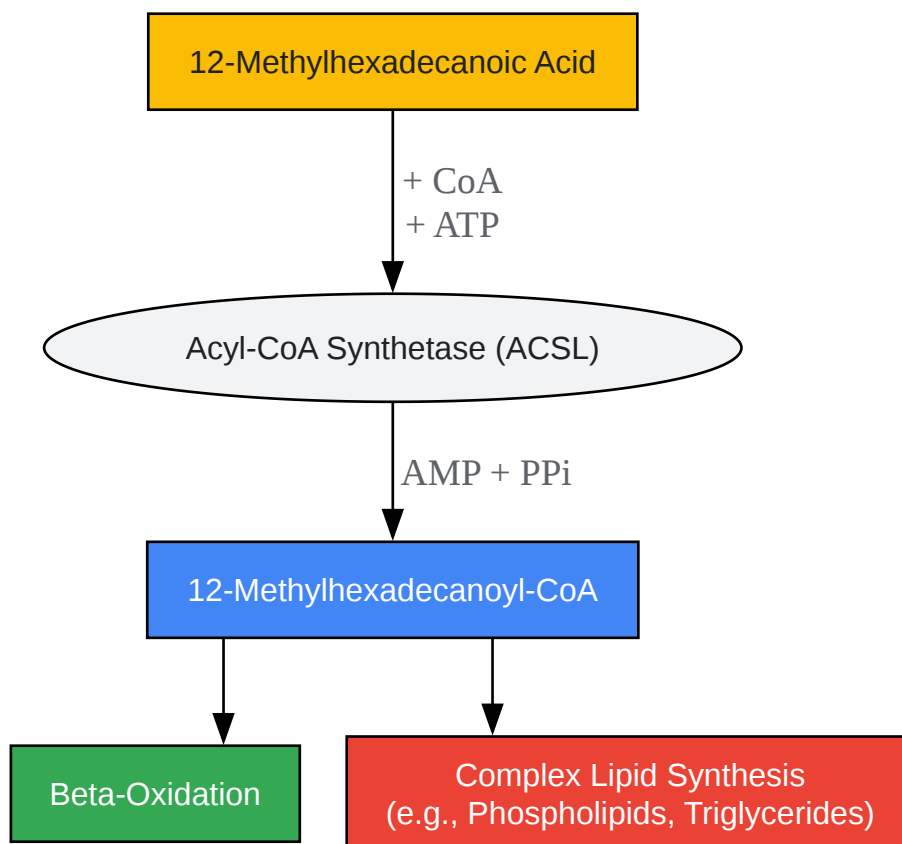 12-Methylhexadecanoic Acid
+ CoA
+ ATP
Acyl-CoA Synthetase (ACSL)
AMP + PPi
12-Methylhexadecanoyl-CoA
Beta-Oxidation
Complex Lipid Synthesis
(e.g., Phospholipids, Triglycerides)